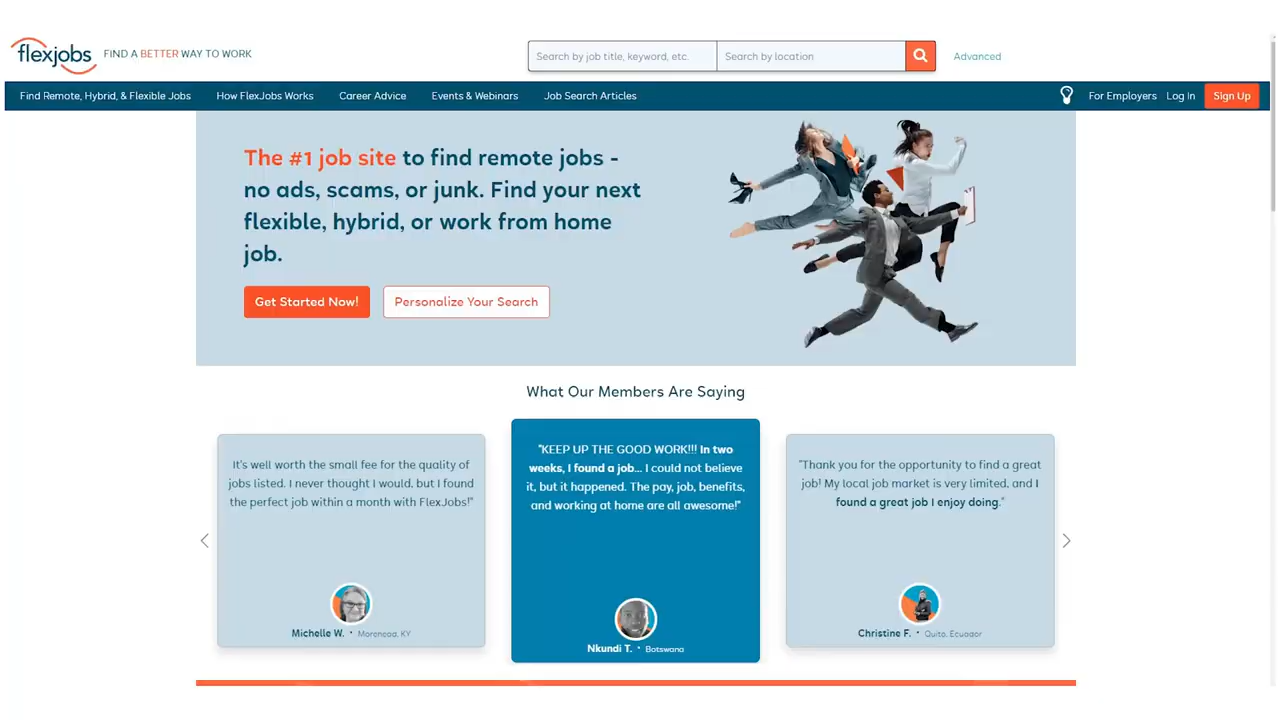 flexjobs FIND A BETTER WAY TO WORK
Search by job title, keyword, etc. Search by location Advanced
Find Remote, Hybrid, & Flexible Jobs How FlexJobs Works Career Advice Events & Webinars Job Search Articles For Employers Log In Sign Up
The #1 job site to find remote jobs -
no ads, scams, or junk. Find your next
flexible, hybrid, or work from home
job.
Get Started Now! Personalize Your Search
What Our Members Are Saying
It's well worth the small fee for the quality of
jobs listed. I never thought I would, but I found
the perfect job within a month with FlexJobs!"
Michelle W. • Morencaa, KY
"KEEP UP THE GOOD WORK!!! In two
weeks, I found a job... I could not believe
it, but it happened. The pay, job, benefits,
and working at home are all awesome!"
Nkundi T. • Botswana
"Thank you for the opportunity to find a great
job! My local job market is very limited, and I
found a great job I enjoy doing."
Christine F. • Quito, Ecuador